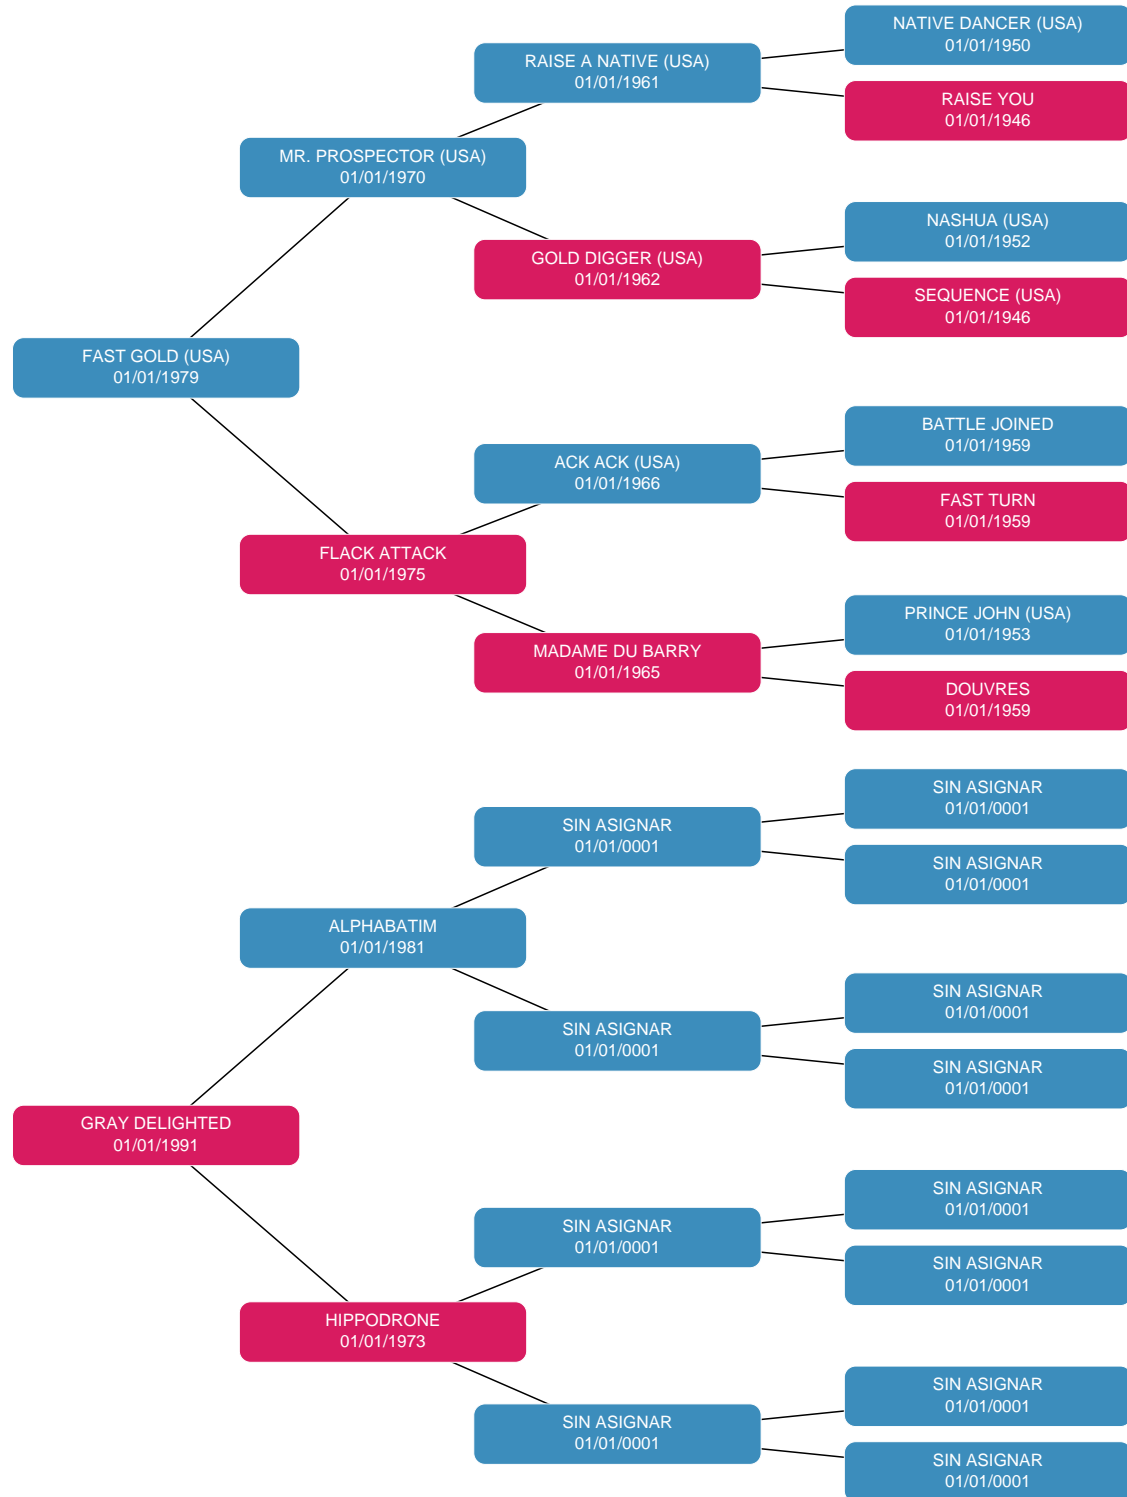 NATIVE DANCER (USA)
01/01/1950
RAISE A NATIVE (USA)
01/01/1961
RAISE YOU
01/01/1946
MR. PROSPECTOR (USA)
01/01/1970
NASHUA (USA)
01/01/1952
GOLD DIGGER (USA)
01/01/1962
SEQUENCE (USA)
01/01/1946
FAST GOLD (USA)
01/01/1979
BATTLE JOINED
01/01/1959
ACK ACK (USA)
01/01/1966
FAST TURN
01/01/1959
FLACK ATTACK
01/01/1975
PRINCE JOHN (USA)
01/01/1953
MADAME DU BARRY
01/01/1965
DOUVRES
01/01/1959
SIN ASIGNAR
01/01/0001
SIN ASIGNAR
01/01/0001
SIN ASIGNAR
01/01/0001
ALPHABATIM
01/01/1981
SIN ASIGNAR
01/01/0001
SIN ASIGNAR
01/01/0001
SIN ASIGNAR
01/01/0001
GRAY DELIGHTED
01/01/1991
SIN ASIGNAR
01/01/0001
SIN ASIGNAR
01/01/0001
SIN ASIGNAR
01/01/0001
HIPPODRONE
01/01/1973
SIN ASIGNAR
01/01/0001
SIN ASIGNAR
01/01/0001
SIN ASIGNAR
01/01/0001